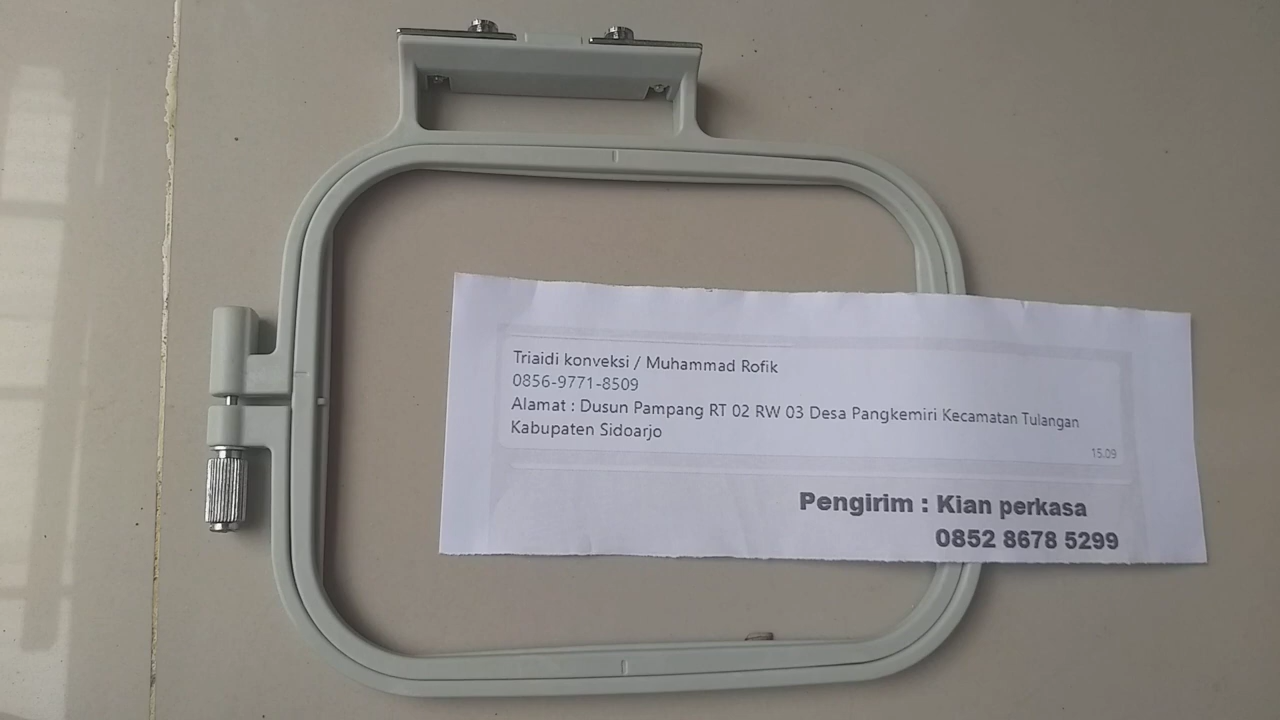 Triaidi konveksi / Muhammad Rofik
0856-9771-8509
Alamat : Dusun Pampang RT 02 RW 03 Desa Pangkemiri Kecamatan Tulangan
Kabupaten Sidoarjo
15.09
Pengirim : Kian perkasa
0852 8678 5299